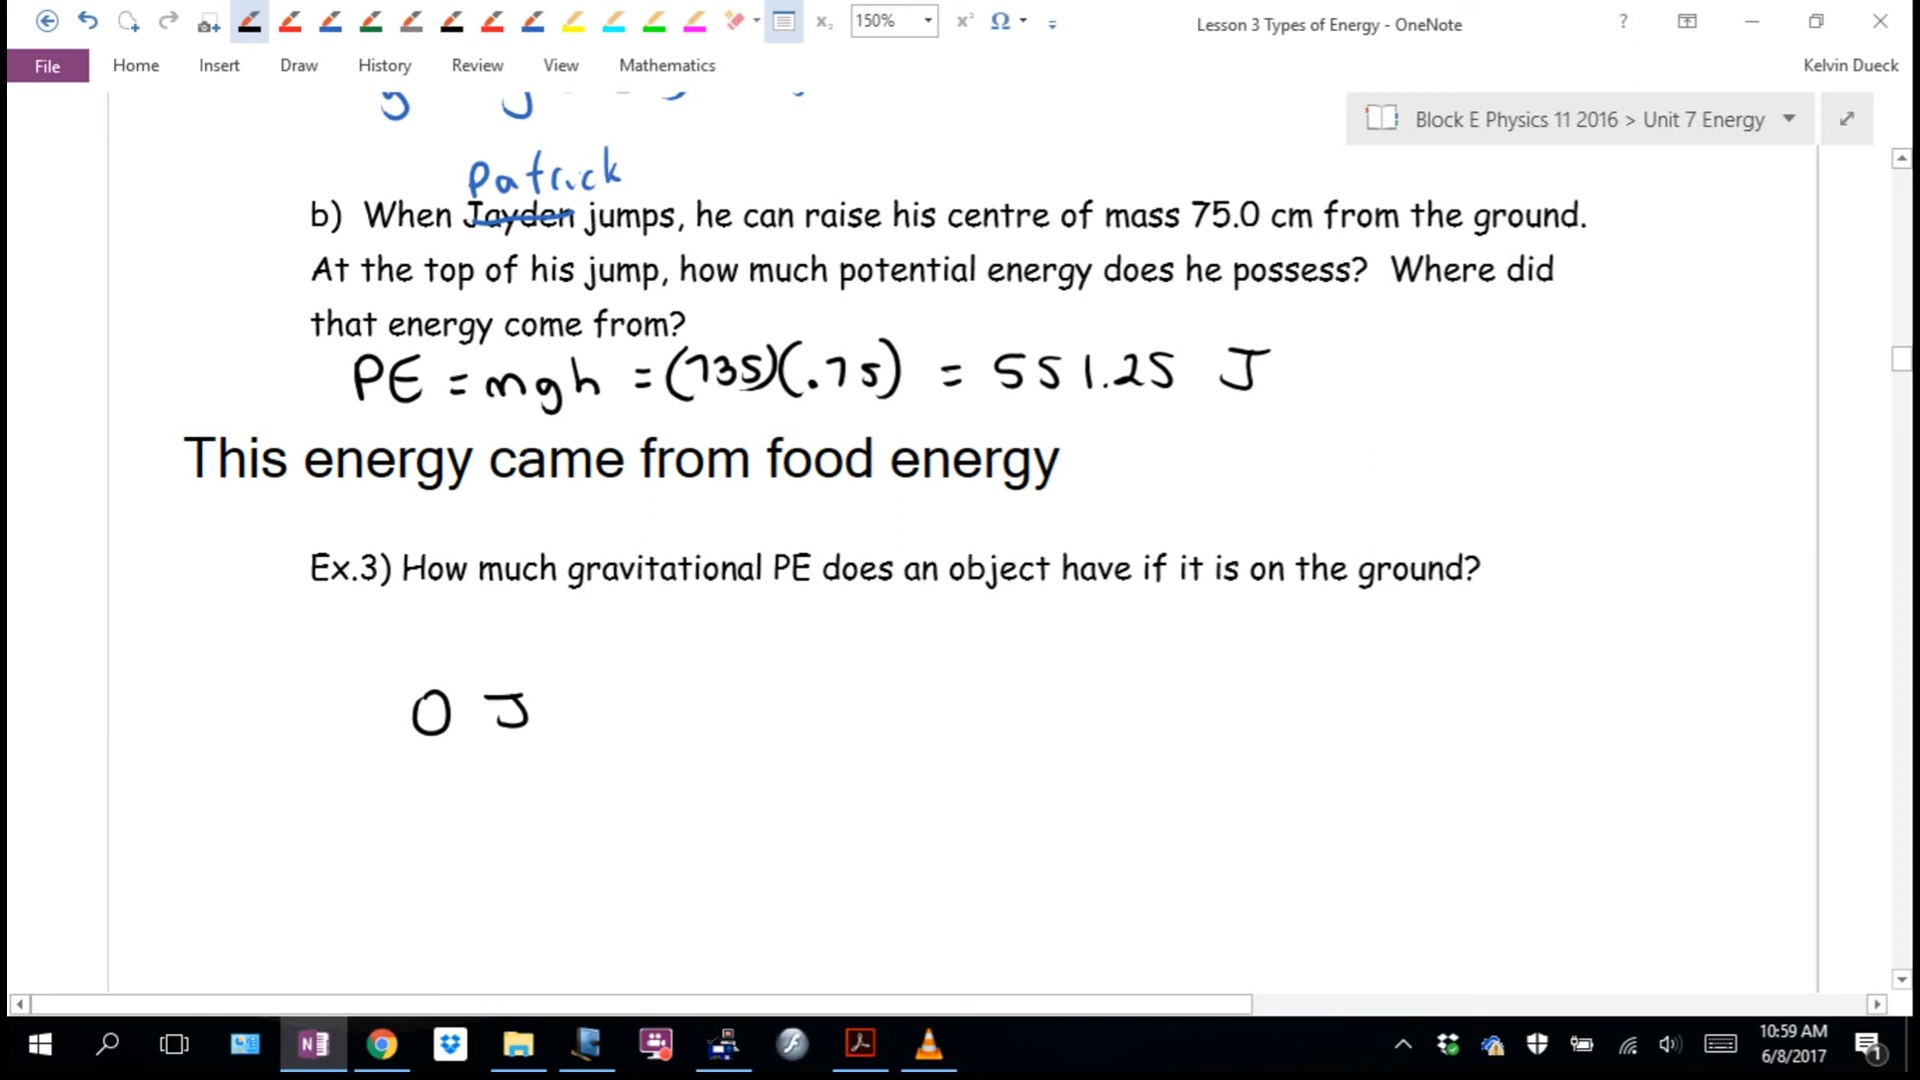 150%
Lesson 3 Types of Energy - OneNote
File Home Insert Draw History Review View Mathematics Kelvin Dueck
Block E Physics 11 2016 > Unit 7 Energy
Patrick
b) When Jayden jumps, he can raise his centre of mass 75.0 cm from the ground.
At the top of his jump, how much potential energy does he possess? Where did
that energy come from?
PE = mgh = (735)(.75) = 551.25 J
This energy came from food energy
Ex.3) How much gravitational PE does an object have if it is on the ground?
0 J
10:59 AM
6/8/2017